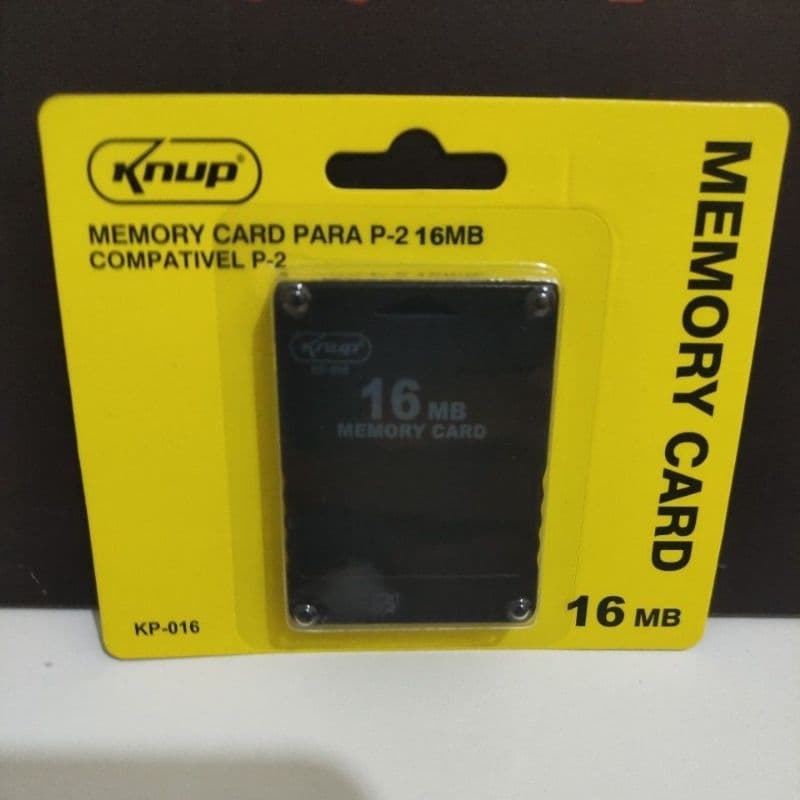 Knup®
MEMORY CARD PARA P-2 16MB
COMPATIVEL P-2
Knup
16 MB
MEMORY CARD
KP-016
MEMORY CARD
16 MB